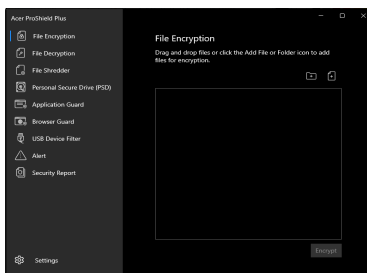 Acer ProShield Plus
File Encryption
File Decryption
File Shredder
Personal Secure Drive (PSD)
Application Guard
Browser Guard
USB Device Filter
Alert
Security Report
Settings
File Encryption
Drag and drop files or click the Add File or Folder icon to add
files for encryption.
Encrypt